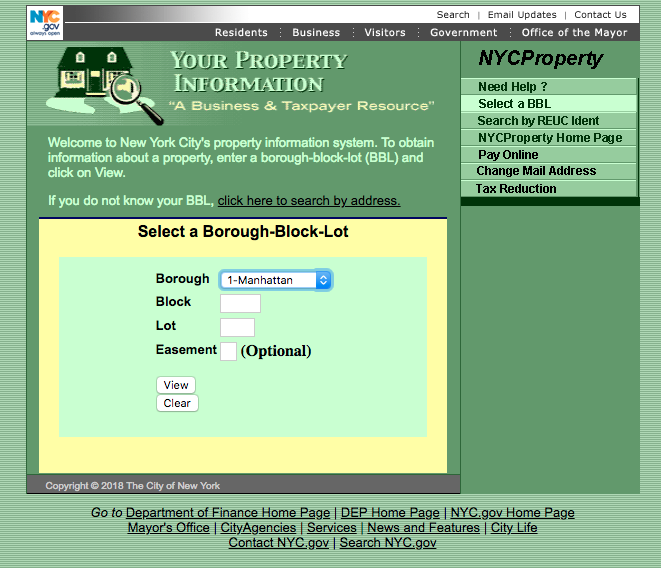 NYC
.gov
always open
Search | Email Updates | Contact Us
Residents Business Visitors Government Office of the Mayor
YOUR PROPERTY
INFORMATION
"A Business & Taxpayer Resource"
NYCProperty
Need Help ?
Select a BBL
Search by REUC Ident
NYCProperty Home Page
Pay Online
Change Mail Address
Tax Reduction
Welcome to New York City's property information system. To obtain
information about a property, enter a borough-block-lot (BBL) and
click on View.
If you do not know your BBL, click here to search by address.
Select a Borough-Block-Lot
Borough 1-Manhattan
Block
Lot
Easement (Optional)
View
Clear
Copyright © 2018 The City of New York
Go to Department of Finance Home Page | DEP Home Page | NYC.gov Home Page
Mayor's Office | CityAgencies | Services | News and Features | City Life
Contact NYC.gov | Search NYC.gov